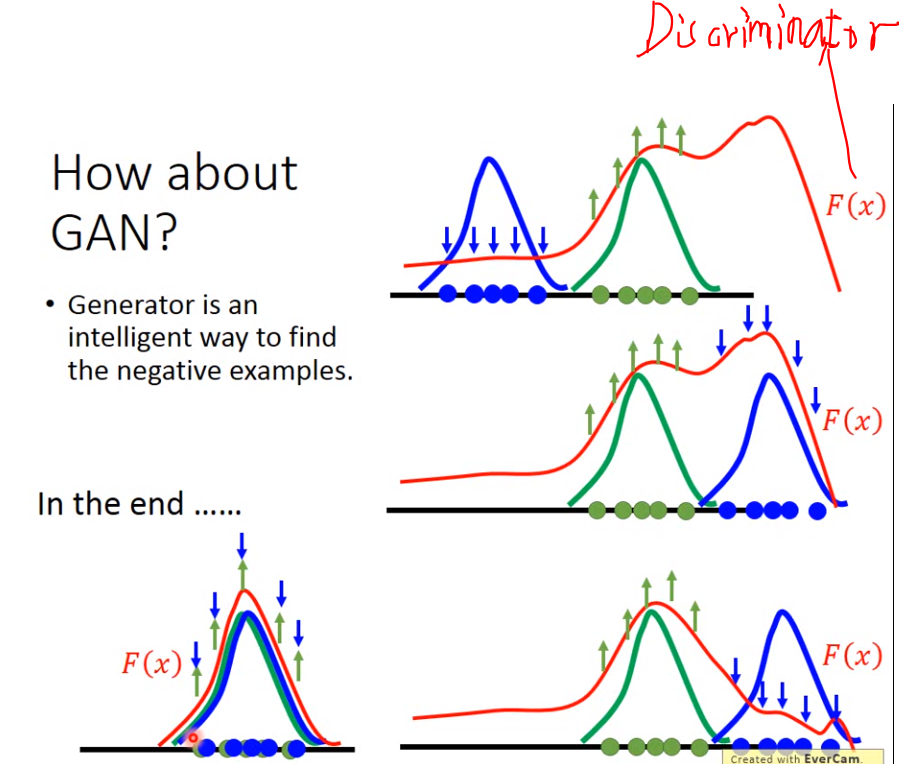 Discriminator
How about
GAN?
F(x)
• Generator is an
intelligent way to find
the negative examples.
F(x)
In the end ……
F(x)
F(x)
Created with EverCam.